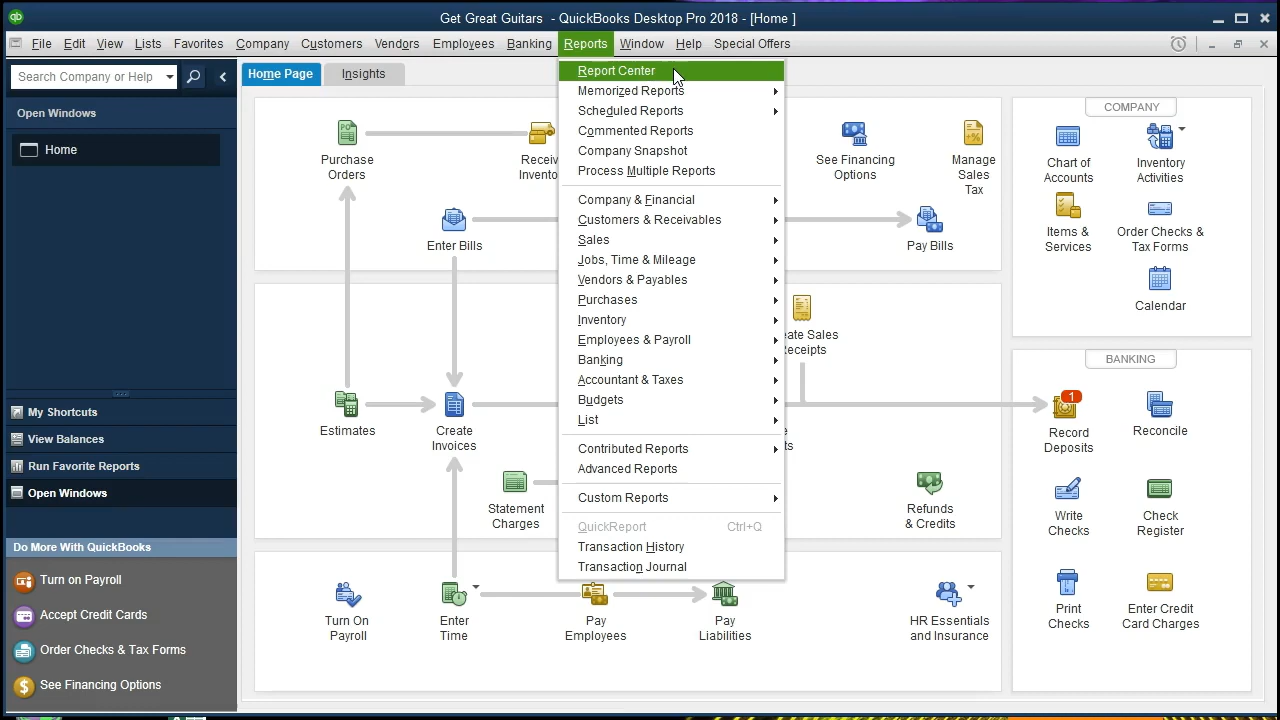 qb
Get Great Guitars - QuickBooks Desktop Pro 2018 - [Home ]
File Edit View Lists Favorites Company Customers Vendors Employees Banking Reports Window Help Special Offers
Search Company or Help
Open Windows
Home
My Shortcuts
View Balances
Run Favorite Reports
Open Windows
Do More With QuickBooks
Turn on Payroll
Accept Credit Cards
Order Checks & Tax Forms
See Financing Options
Home Page
Insights
Purchase
Orders
Receiv
Invento
Enter Bills
See Financing
Options
Manage
Sales
Tax
Pay Bills
Estimates
Create
Invoices
Statement
Charges
eate Sales
eceipts
Refunds
& Credits
Turn On
Payroll
Enter
Time
Pay
Employees
Pay
Liabilities
HR Essentials
and Insurance
Report Center
Memorized Reports
Scheduled Reports
Commented Reports
Company Snapshot
Process Multiple Reports
Company & Financial
Customers & Receivables
Sales
Jobs, Time & Mileage
Vendors & Payables
Purchases
Inventory
Employees & Payroll
Banking
Accountant & Taxes
Budgets
List
Contributed Reports
Advanced Reports
Custom Reports
QuickReport Ctrl+Q
Transaction History
Transaction Journal
COMPANY
Chart of
Accounts
Inventory
Activities
Items &
Services
Order Checks &
Tax Forms
Calendar
BANKING
1
Record
Deposits
Reconcile
Write
Checks
Check
Register
Print
Checks
Enter Credit
Card Charges